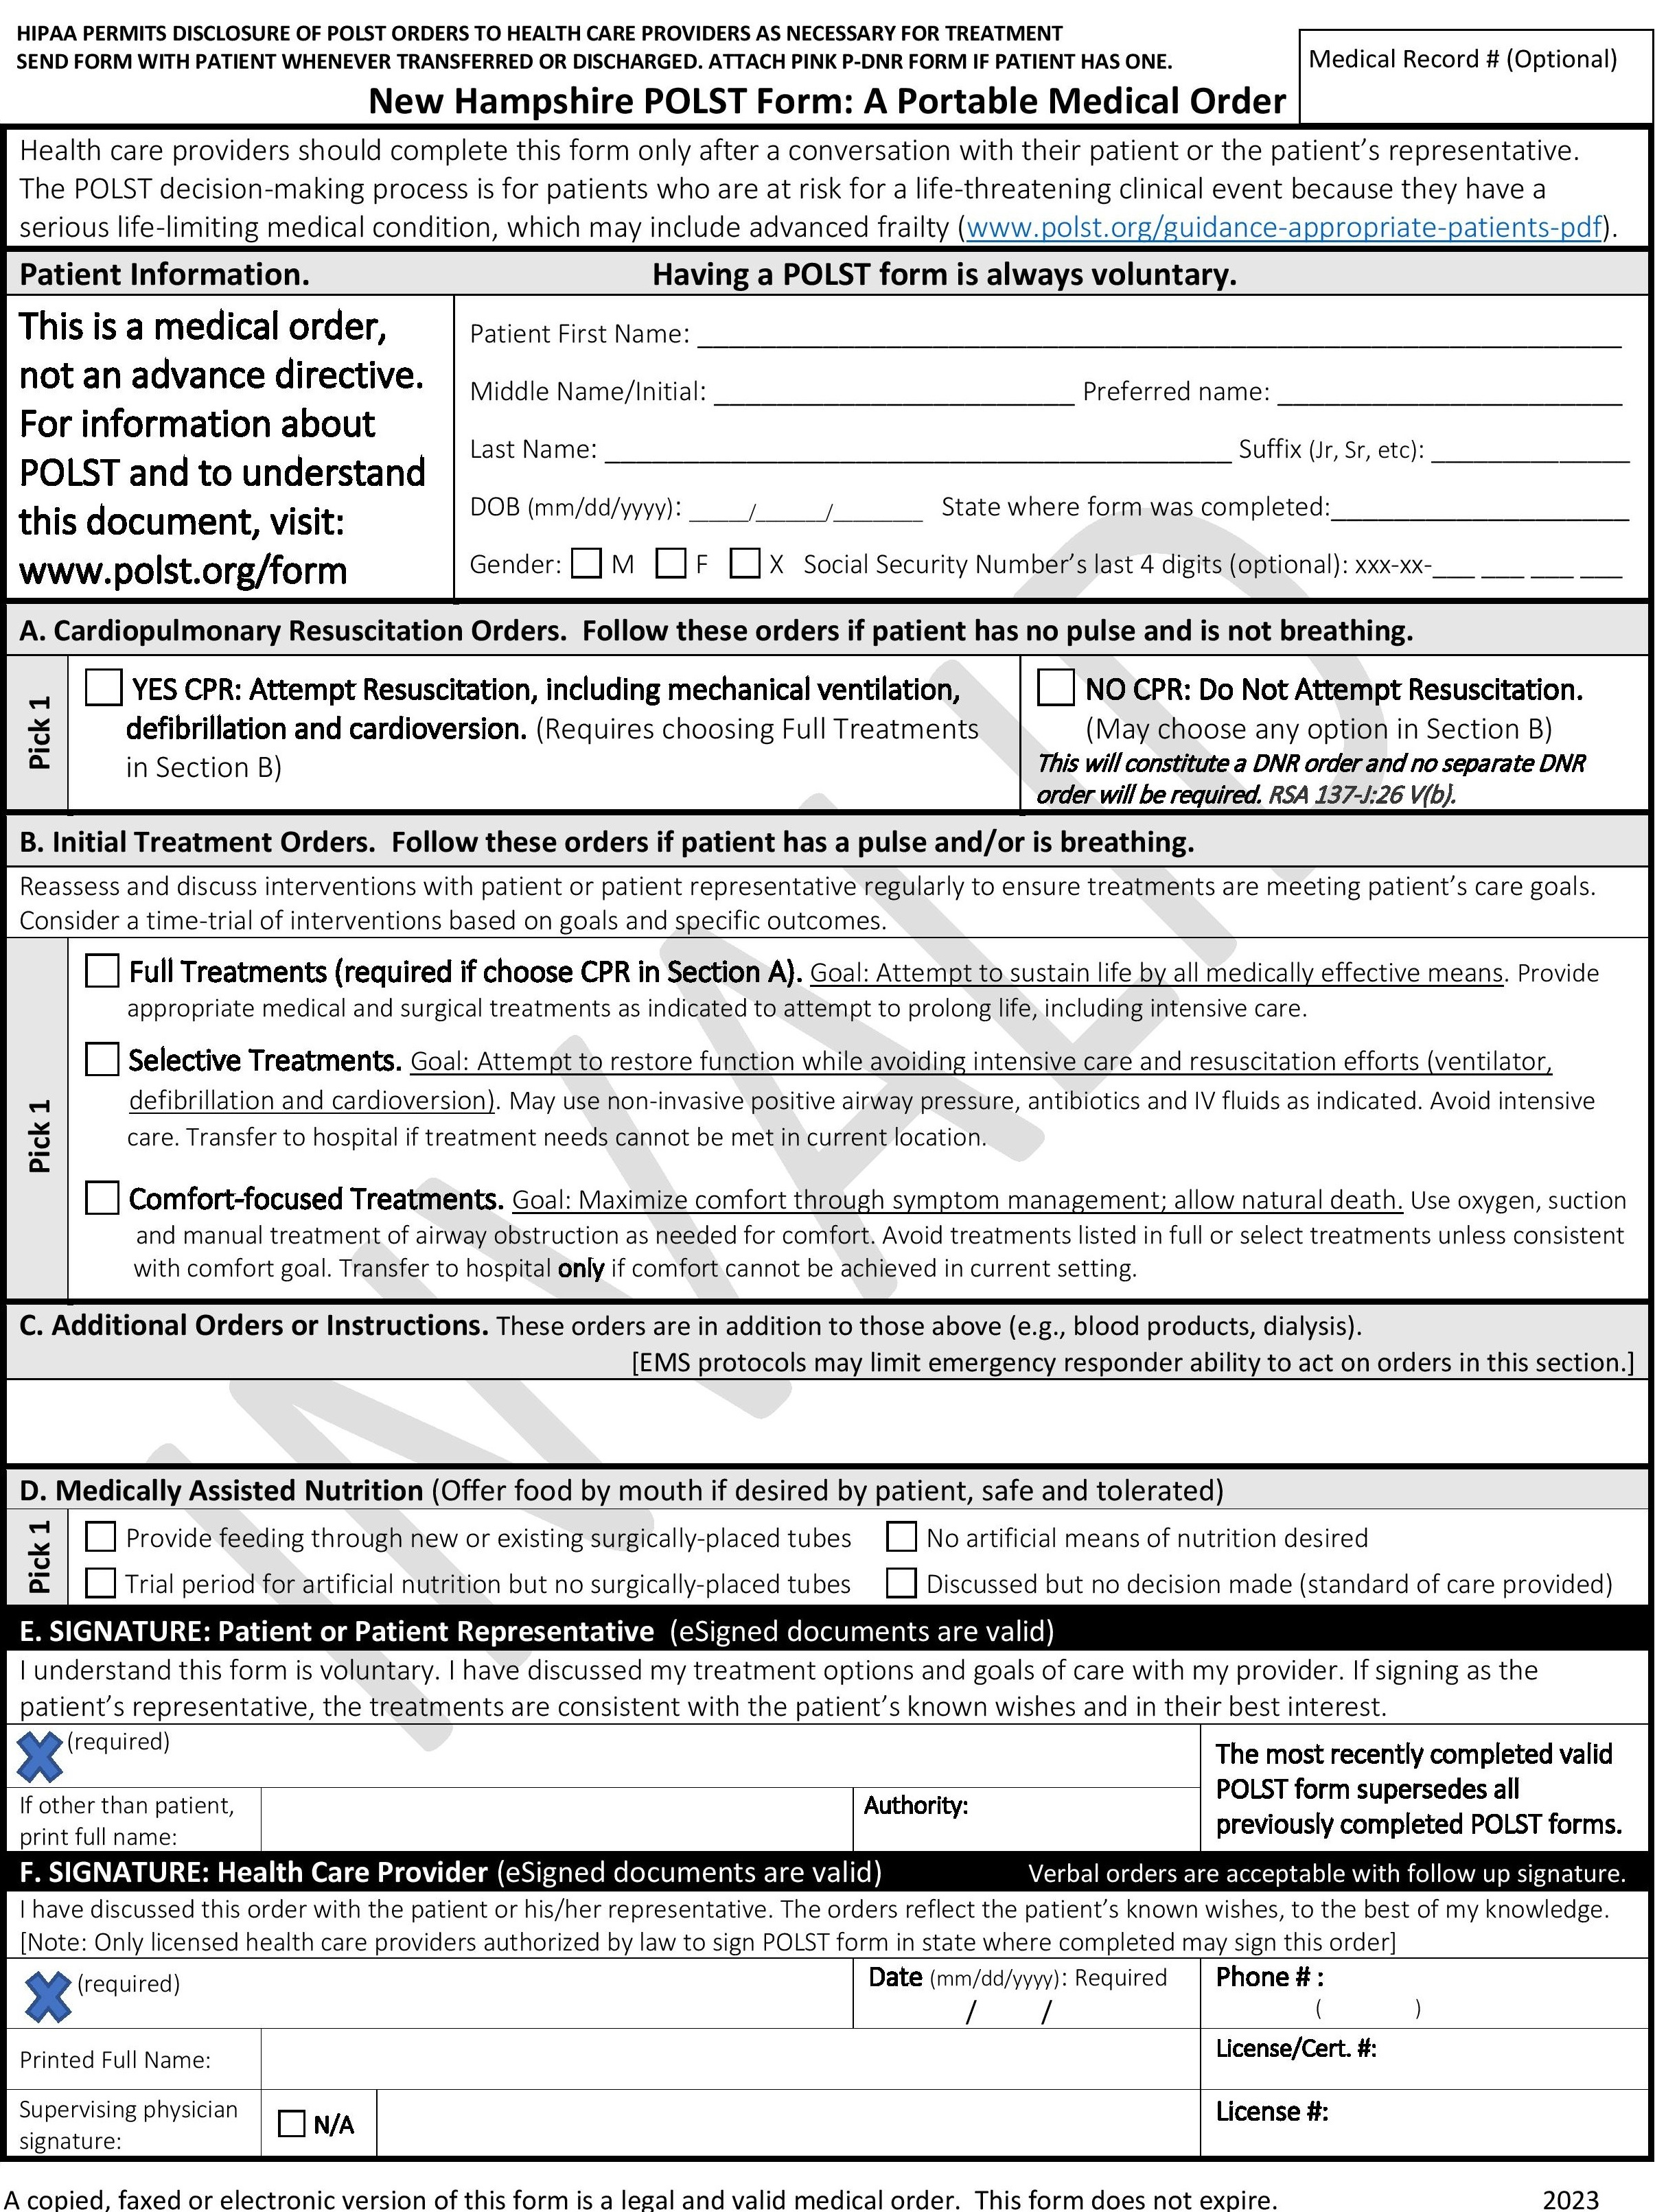 HIPAA PERMITS DISCLOSURE OF POLST ORDERS TO HEALTH CARE PROVIDERS AS NECESSARY FOR TREATMENT
SEND FORM WITH PATIENT WHENEVER TRANSFERRED OR DISCHARGED. ATTACH PINK P-DNR FORM IF PATIENT HAS ONE.
Medical Record # (Optional)
New Hampshire POLST Form: A Portable Medical Order
Health care providers should complete this form only after a conversation with their patient or the patient’s representative.
The POLST decision-making process is for patients who are at risk for a life-threatening clinical event because they have a
serious life-limiting medical condition, which may include advanced frailty (www.polst.org/guidance-appropriate-patients-pdf).
Patient Information. Having a POLST form is always voluntary.
This is a medical order,
not an advance directive.
For information about
POLST and to understand
this document, visit:
www.polst.org/form
Patient First Name: ____________________
Middle Name/Initial: ____________________ Preferred name: ____________________
Last Name: ____________________ Suffix (Jr, Sr, etc): ____________________
DOB (mm/dd/yyyy): _____/______/________ State where form was completed:____________________
Gender: M F X Social Security Number’s last 4 digits (optional): xxx-xx-___ ___ ___ ___
A. Cardiopulmonary Resuscitation Orders. Follow these orders if patient has no pulse and is not breathing.
Pick 1
YES CPR: Attempt Resuscitation, including mechanical ventilation,
defibrillation and cardioversion. (Requires choosing Full Treatments
in Section B)
NO CPR: Do Not Attempt Resuscitation.
(May choose any option in Section B)
This will constitute a DNR order and no separate DNR
order will be required. RSA 137-J:26 V(b).
B. Initial Treatment Orders. Follow these orders if patient has a pulse and/or is breathing.
Reassess and discuss interventions with patient or patient representative regularly to ensure treatments are meeting patient’s care goals.
Consider a time-trial of interventions based on goals and specific outcomes.
Pick 1
Full Treatments (required if choose CPR in Section A). Goal: Attempt to sustain life by all medically effective means. Provide
appropriate medical and surgical treatments as indicated to attempt to prolong life, including intensive care.
Selective Treatments. Goal: Attempt to restore function while avoiding intensive care and resuscitation efforts (ventilator,
defibrillation and cardioversion). May use non-invasive positive airway pressure, antibiotics and IV fluids as indicated. Avoid intensive
care. Transfer to hospital if treatment needs cannot be met in current location.
Comfort-focused Treatments. Goal: Maximize comfort through symptom management; allow natural death. Use oxygen, suction
and manual treatment of airway obstruction as needed for comfort. Avoid treatments listed in full or select treatments unless consistent
with comfort goal. Transfer to hospital only if comfort cannot be achieved in current setting.
C. Additional Orders or Instructions. These orders are in addition to those above (e.g., blood products, dialysis).
[EMS protocols may limit emergency responder ability to act on orders in this section.]
D. Medically Assisted Nutrition (Offer food by mouth if desired by patient, safe and tolerated)
Pick 1
Provide feeding through new or existing surgically-placed tubes
No artificial means of nutrition desired
Trial period for artificial nutrition but no surgically-placed tubes
Discussed but no decision made (standard of care provided)
E. SIGNATURE: Patient or Patient Representative (eSigned documents are valid)
I understand this form is voluntary. I have discussed my treatment options and goals of care with my provider. If signing as the
patient’s representative, the treatments are consistent with the patient’s known wishes and in their best interest.
(required)
The most recently completed valid
POLST form supersedes all
previously completed POLST forms.
If other than patient,
print full name:
Authority:
F. SIGNATURE: Health Care Provider (eSigned documents are valid) Verbal orders are acceptable with follow up signature.
I have discussed this order with the patient or his/her representative. The orders reflect the patient’s known wishes, to the best of my knowledge.
[Note: Only licensed health care providers authorized by law to sign POLST form in state where completed may sign this order]
(required)
Date (mm/dd/yyyy): Required
/ /
Phone # :
( )
Printed Full Name:
License/Cert. #:
Supervising physician
signature:
N/A
License #:
A copied, faxed or electronic version of this form is a legal and valid medical order. This form does not expire. 2023
INVALID